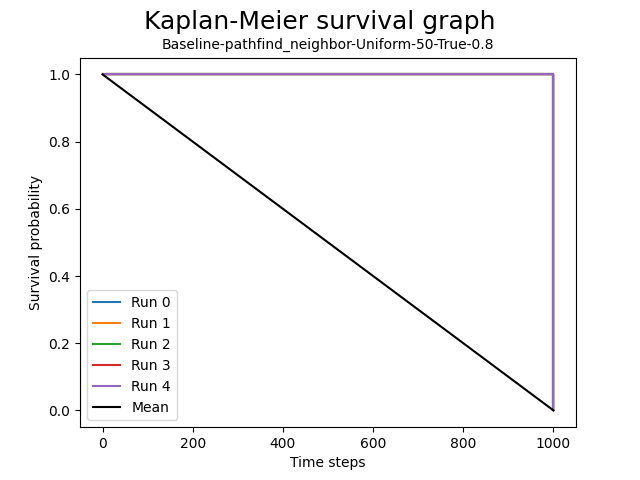 Kaplan-Meier survival graph
Baseline-pathfind_neighbor-Uniform-50-True-0.8
1.0
0.8
0.6
0.4
0.2
0.0
Survival probability
Run 0
Run 1
Run 2
Run 3
Run 4
Mean
0 200 400 600 800 1000
Time steps